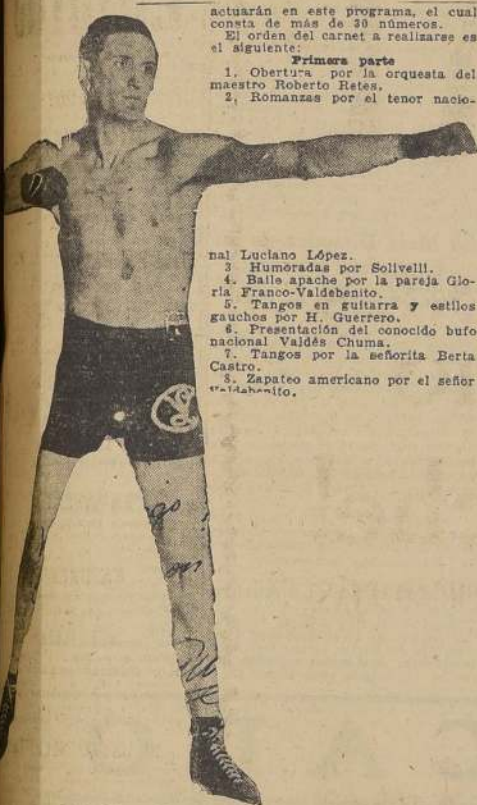 actuarán en este programa, el cual
consta de más de 30 números.
El orden del carnet a realizarse es
el siguiente:
Primera parte
1. Obertura por la orquesta del
maestro Roberto Retes.
2, Romanzas por el tenor nacio-
nal Luciano López.
3 Humoradas por Solivelli.
4. Baile apache por la pareja Glo-
ria Franco-Valdebenito.
5. Tangos en guitarra y estilos
gauchos por H. Guerrero.
6. Presentación del conocido bufo
nacional Valdés Chuma.
7. Tangos por la señorita Berta
Castro.
8. Zapateo americano por el señor
Valdebenito.